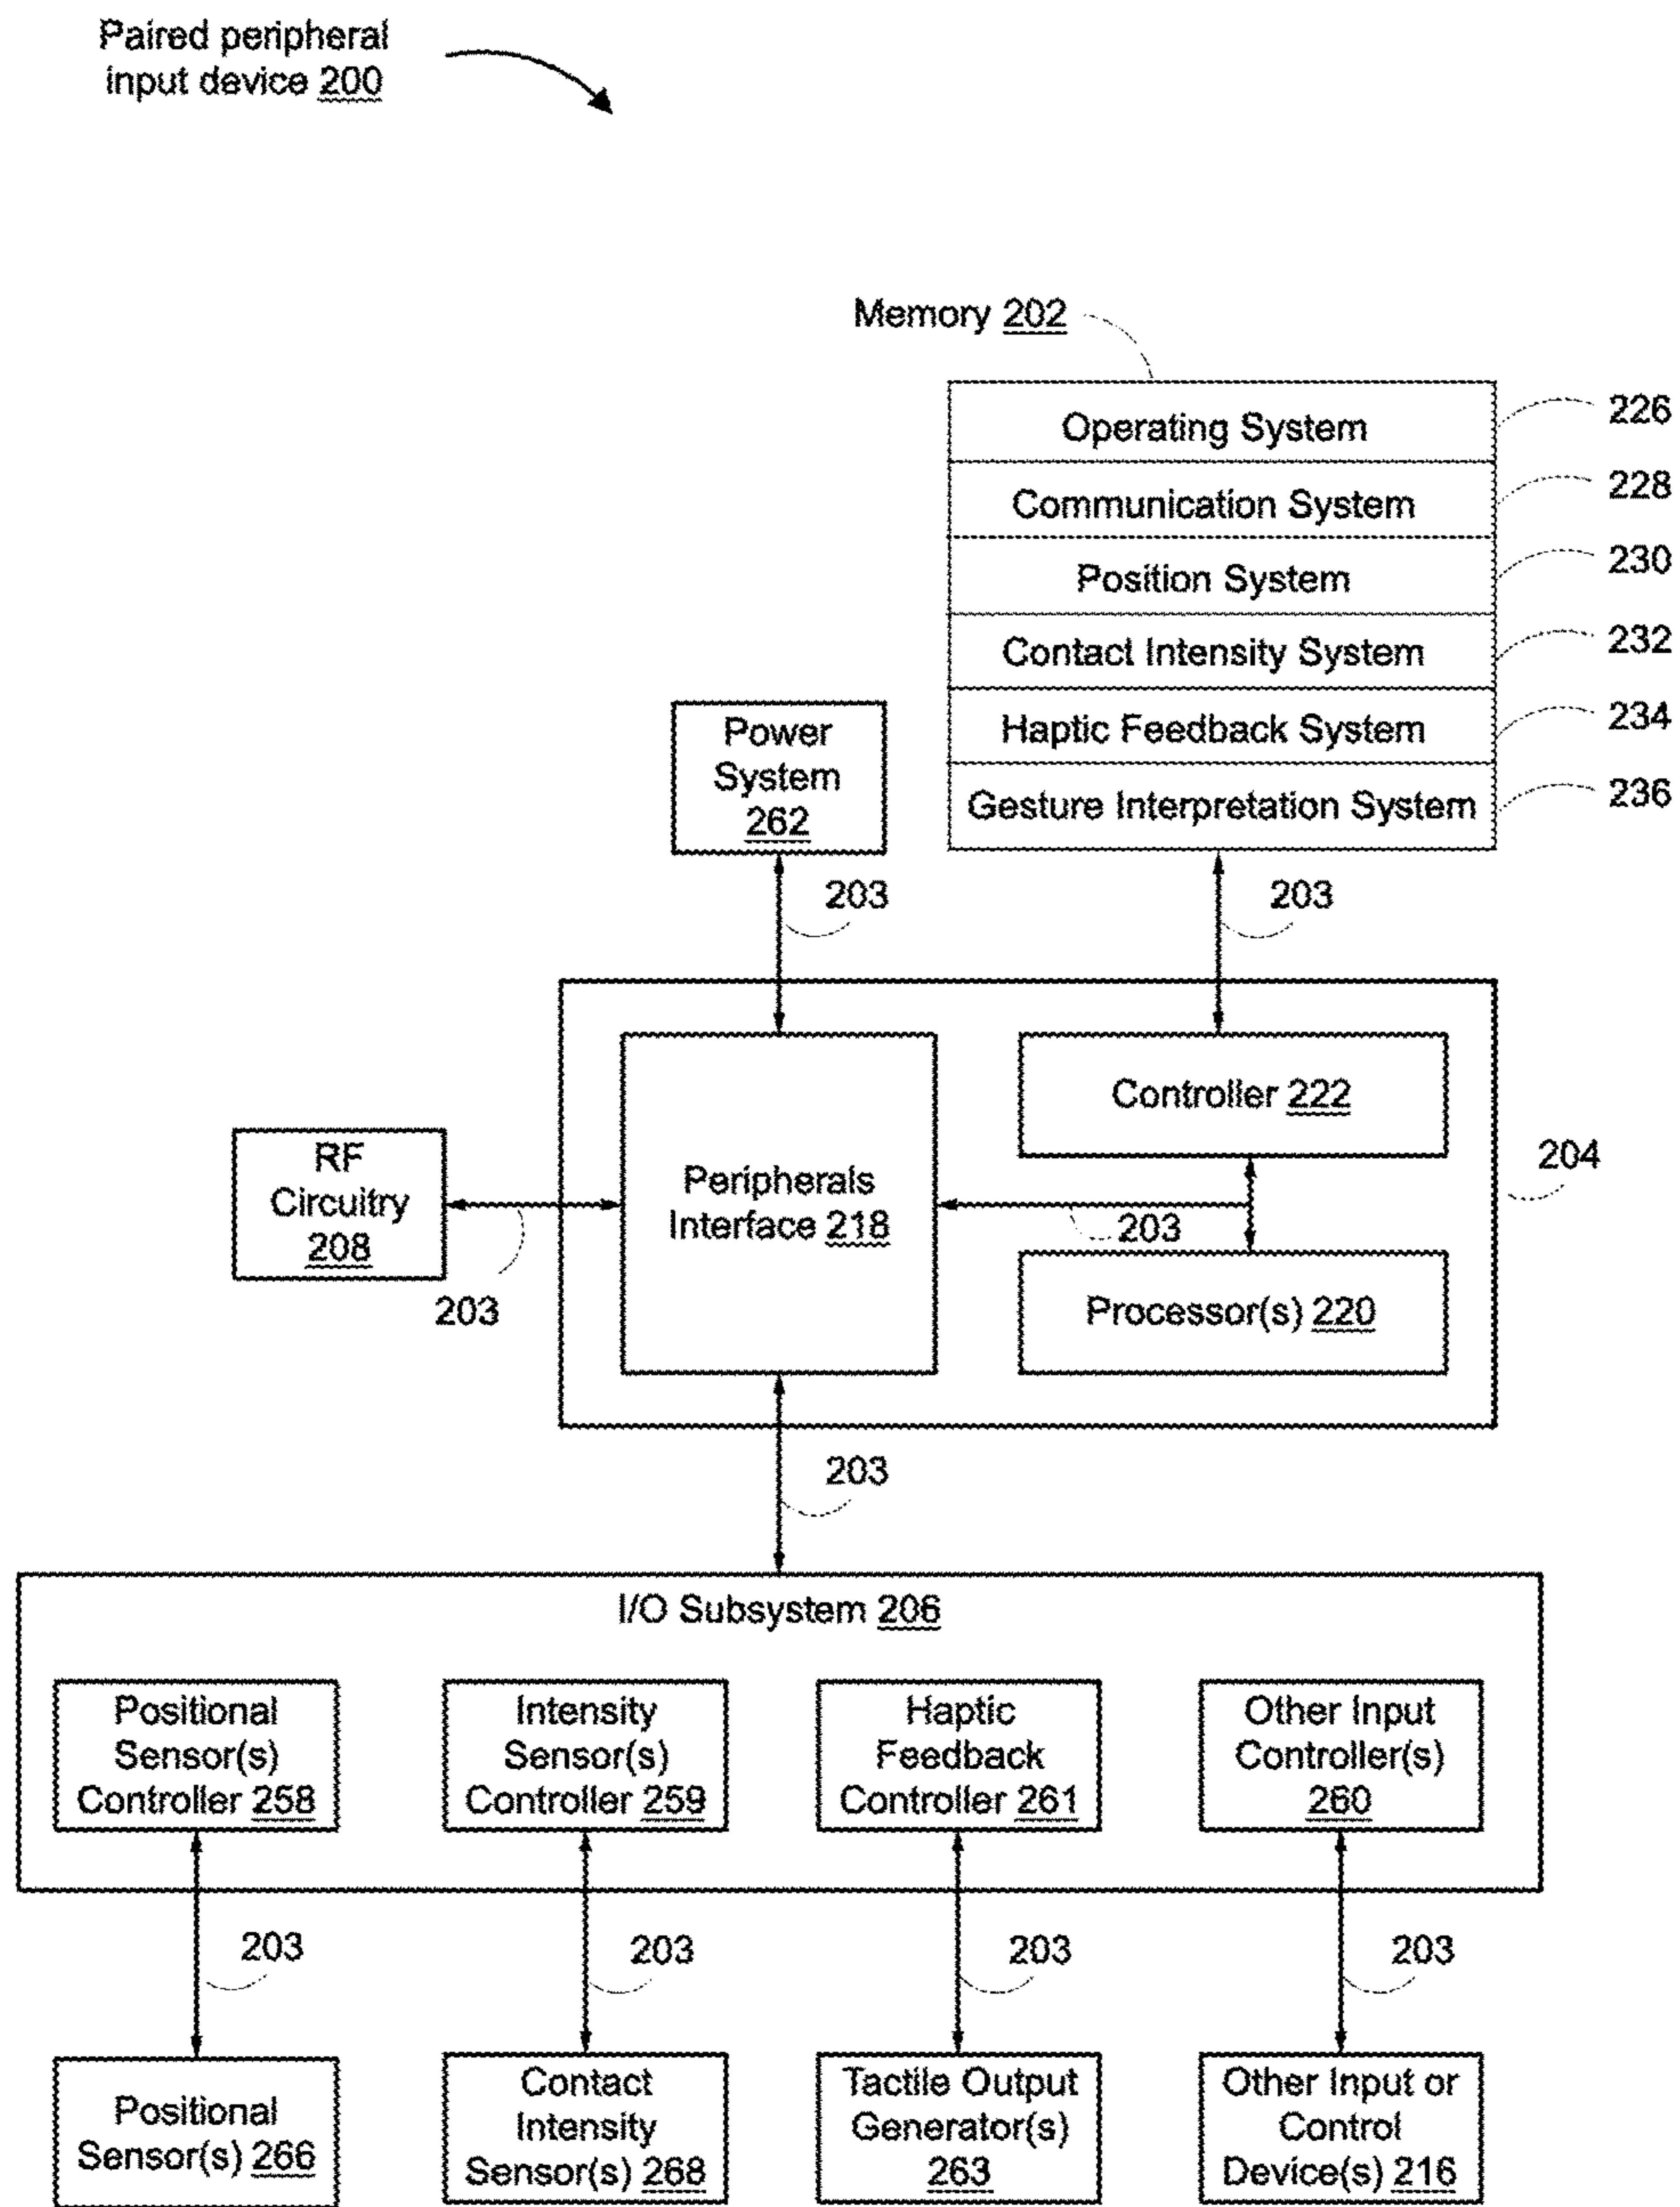 Paired peripheral
input device 200
Memory 202
Operating System
226
Communication System
228
Position System
230
Contact Intensity System
232
Haptic Feedback System
234
Gesture Interpretation System
236
Power
System
262
203
203
Controller 222
RF
Circuitry
208
Peripherals
Interface 218
204
203
203
Processor(s) 220
203
I/O Subsystem 206
Positional
Sensor(s)
Controller 258
Intensity
Sensor(s)
Controller 259
Haptic
Feedback
Controller 261
Other Input
Controller(s)
260
203
203
203
203
Positional
Sensor(s) 266
Contact
Intensity
Sensor(s) 268
Tactile Output
Generator(s)
263
Other Input or
Control
Device(s) 216